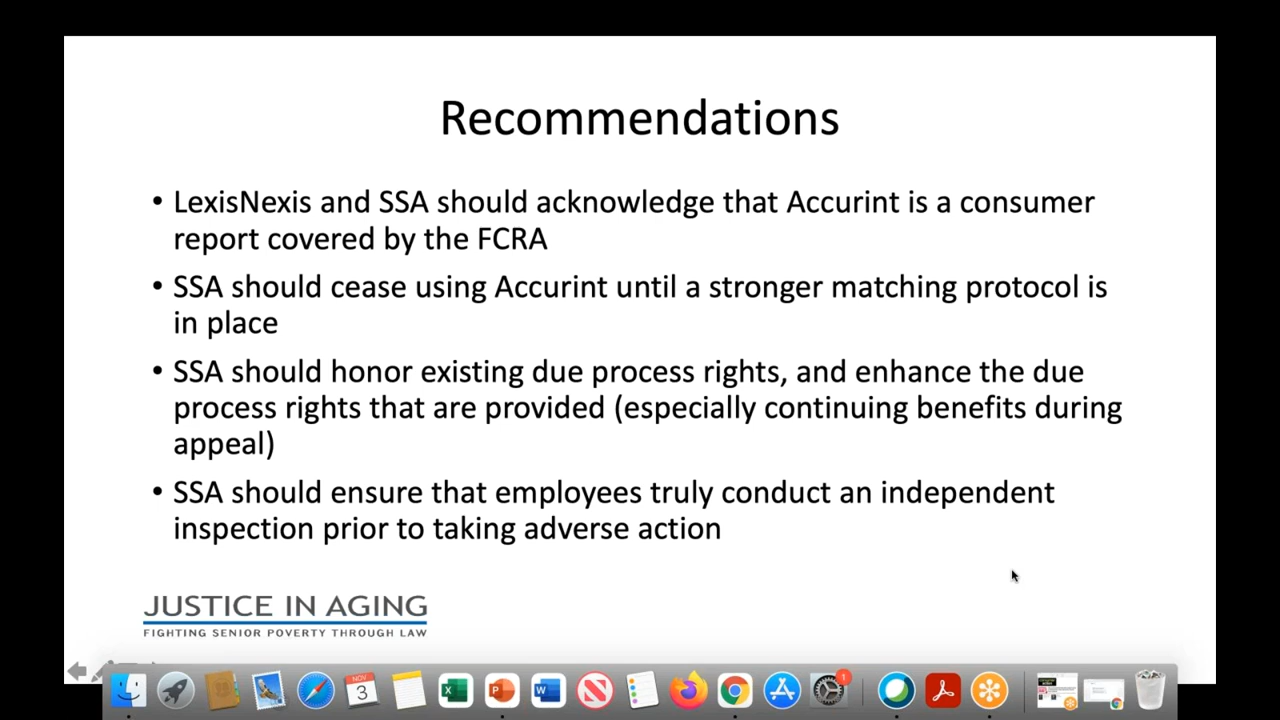 Recommendations
• LexisNexis and SSA should acknowledge that Accurint is a consumer
report covered by the FCRA
• SSA should cease using Accurint until a stronger matching protocol is
in place
• SSA should honor existing due process rights, and enhance the due
process rights that are provided (especially continuing benefits during
appeal)
• SSA should ensure that employees truly conduct an independent
inspection prior to taking adverse action
JUSTICE IN AGING
FIGHTING SENIOR POVERTY THROUGH LAW
NOV
3
X
P
W
N
1